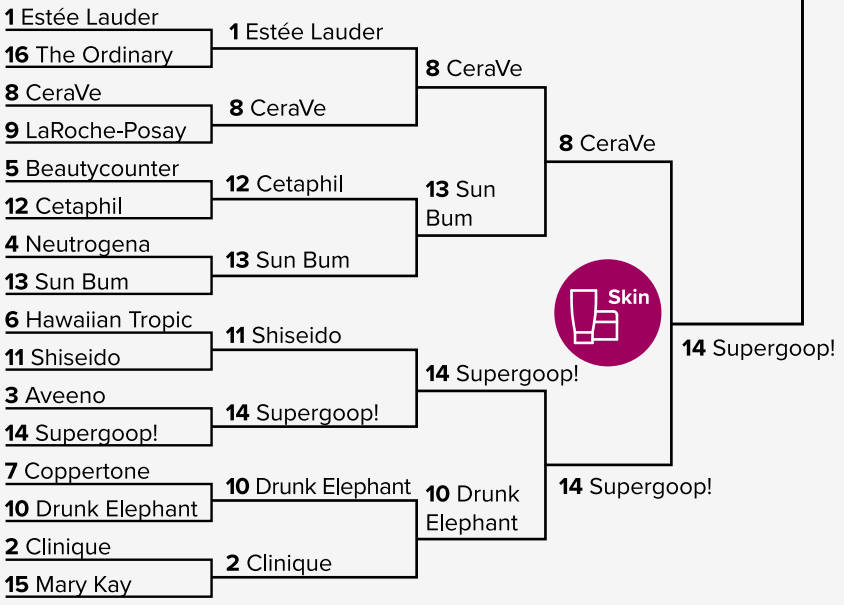 1 Estée Lauder
16 The Ordinary
8 CeraVe
9 LaRoche-Posay
5 Beautycounter
12 Cetaphil
4 Neutrogena
13 Sun Bum
6 Hawaiian Tropic
11 Shiseido
3 Aveeno
14 Supergoop!
7 Coppertone
10 Drunk Elephant
2 Clinique
15 Mary Kay
1 Estée Lauder
8 CeraVe
12 Cetaphil
13 Sun Bum
11 Shiseido
14 Supergoop!
10 Drunk Elephant
2 Clinique
8 CeraVe
13 Sun
Bum
14 Supergoop!
10 Drunk
Elephant
8 CeraVe
14 Supergoop!
Skin
14 Supergoop!